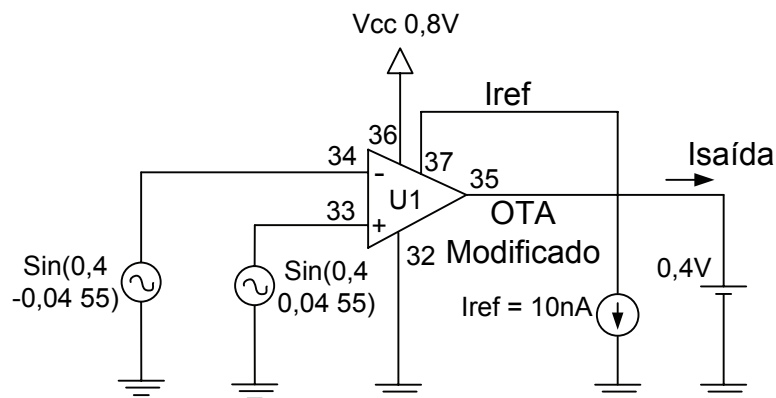 Vcc 0,8V
Iref
36
34
37
Isaída
-
U1
35
33
+
OTA
Modificado
32
Sin(0,4
-0,04 55)
Sin(0,4
0,04 55)
Iref = 10nA
0,4V